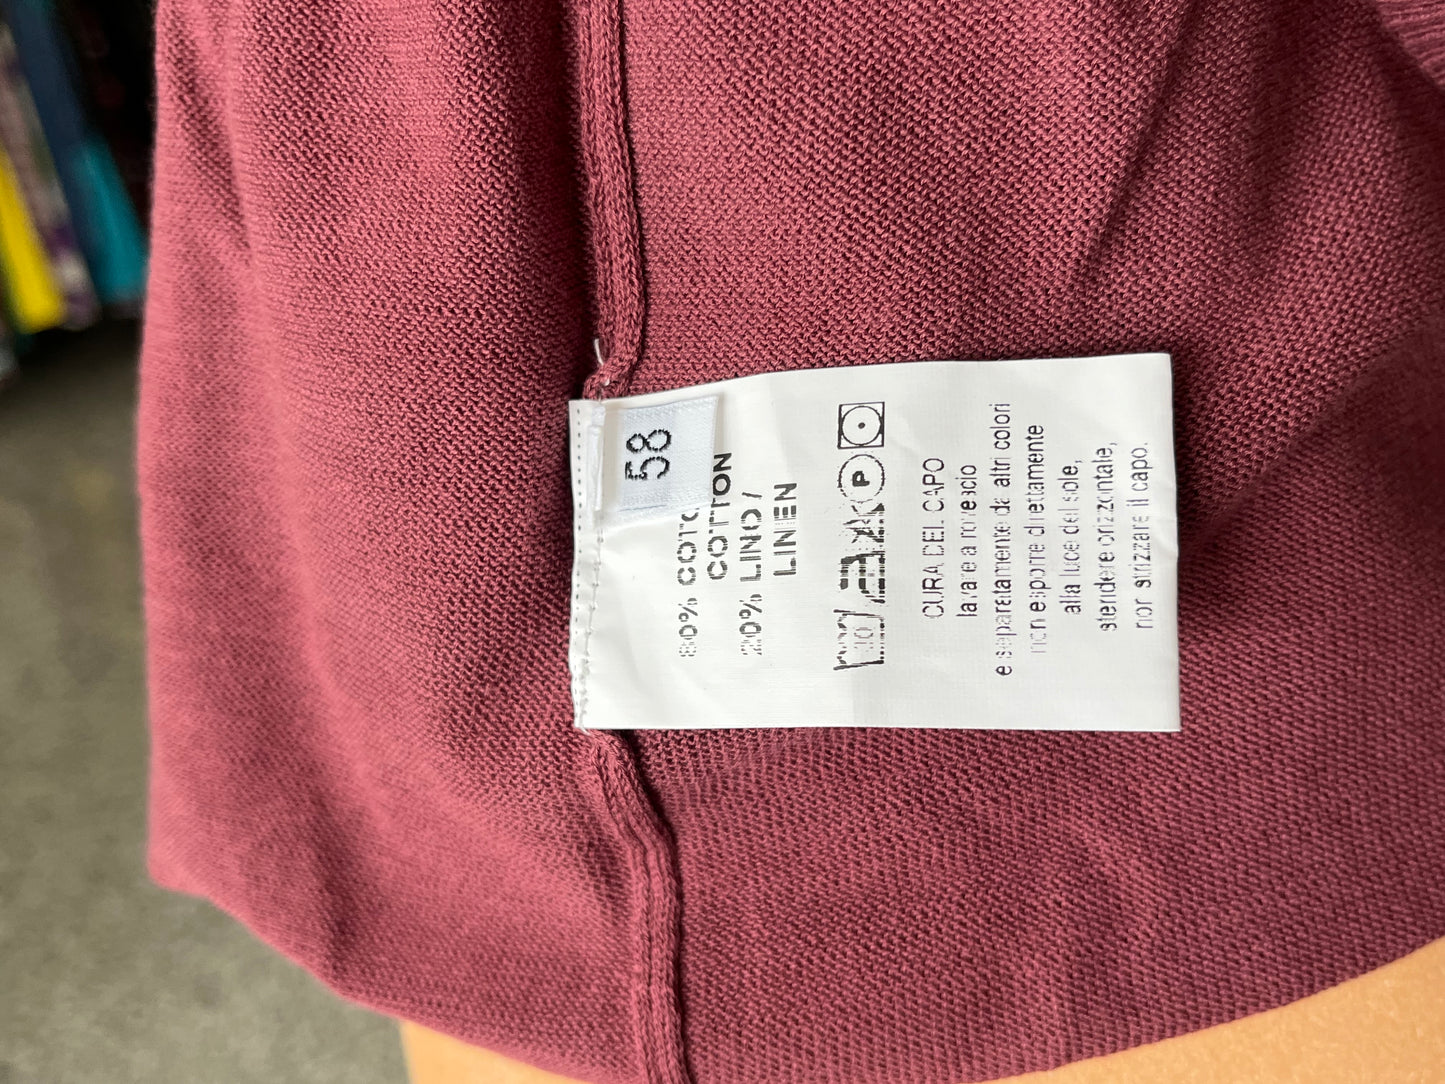 58
80% COTO
COTTON
20% LINO /
LINEN
P
CURA DEL CAPO
lavare a rovescio
e separatamente da altri colori
non esporre direttamente
alla luce del sole,
stendere orizzontale,
non strizzare il capo.